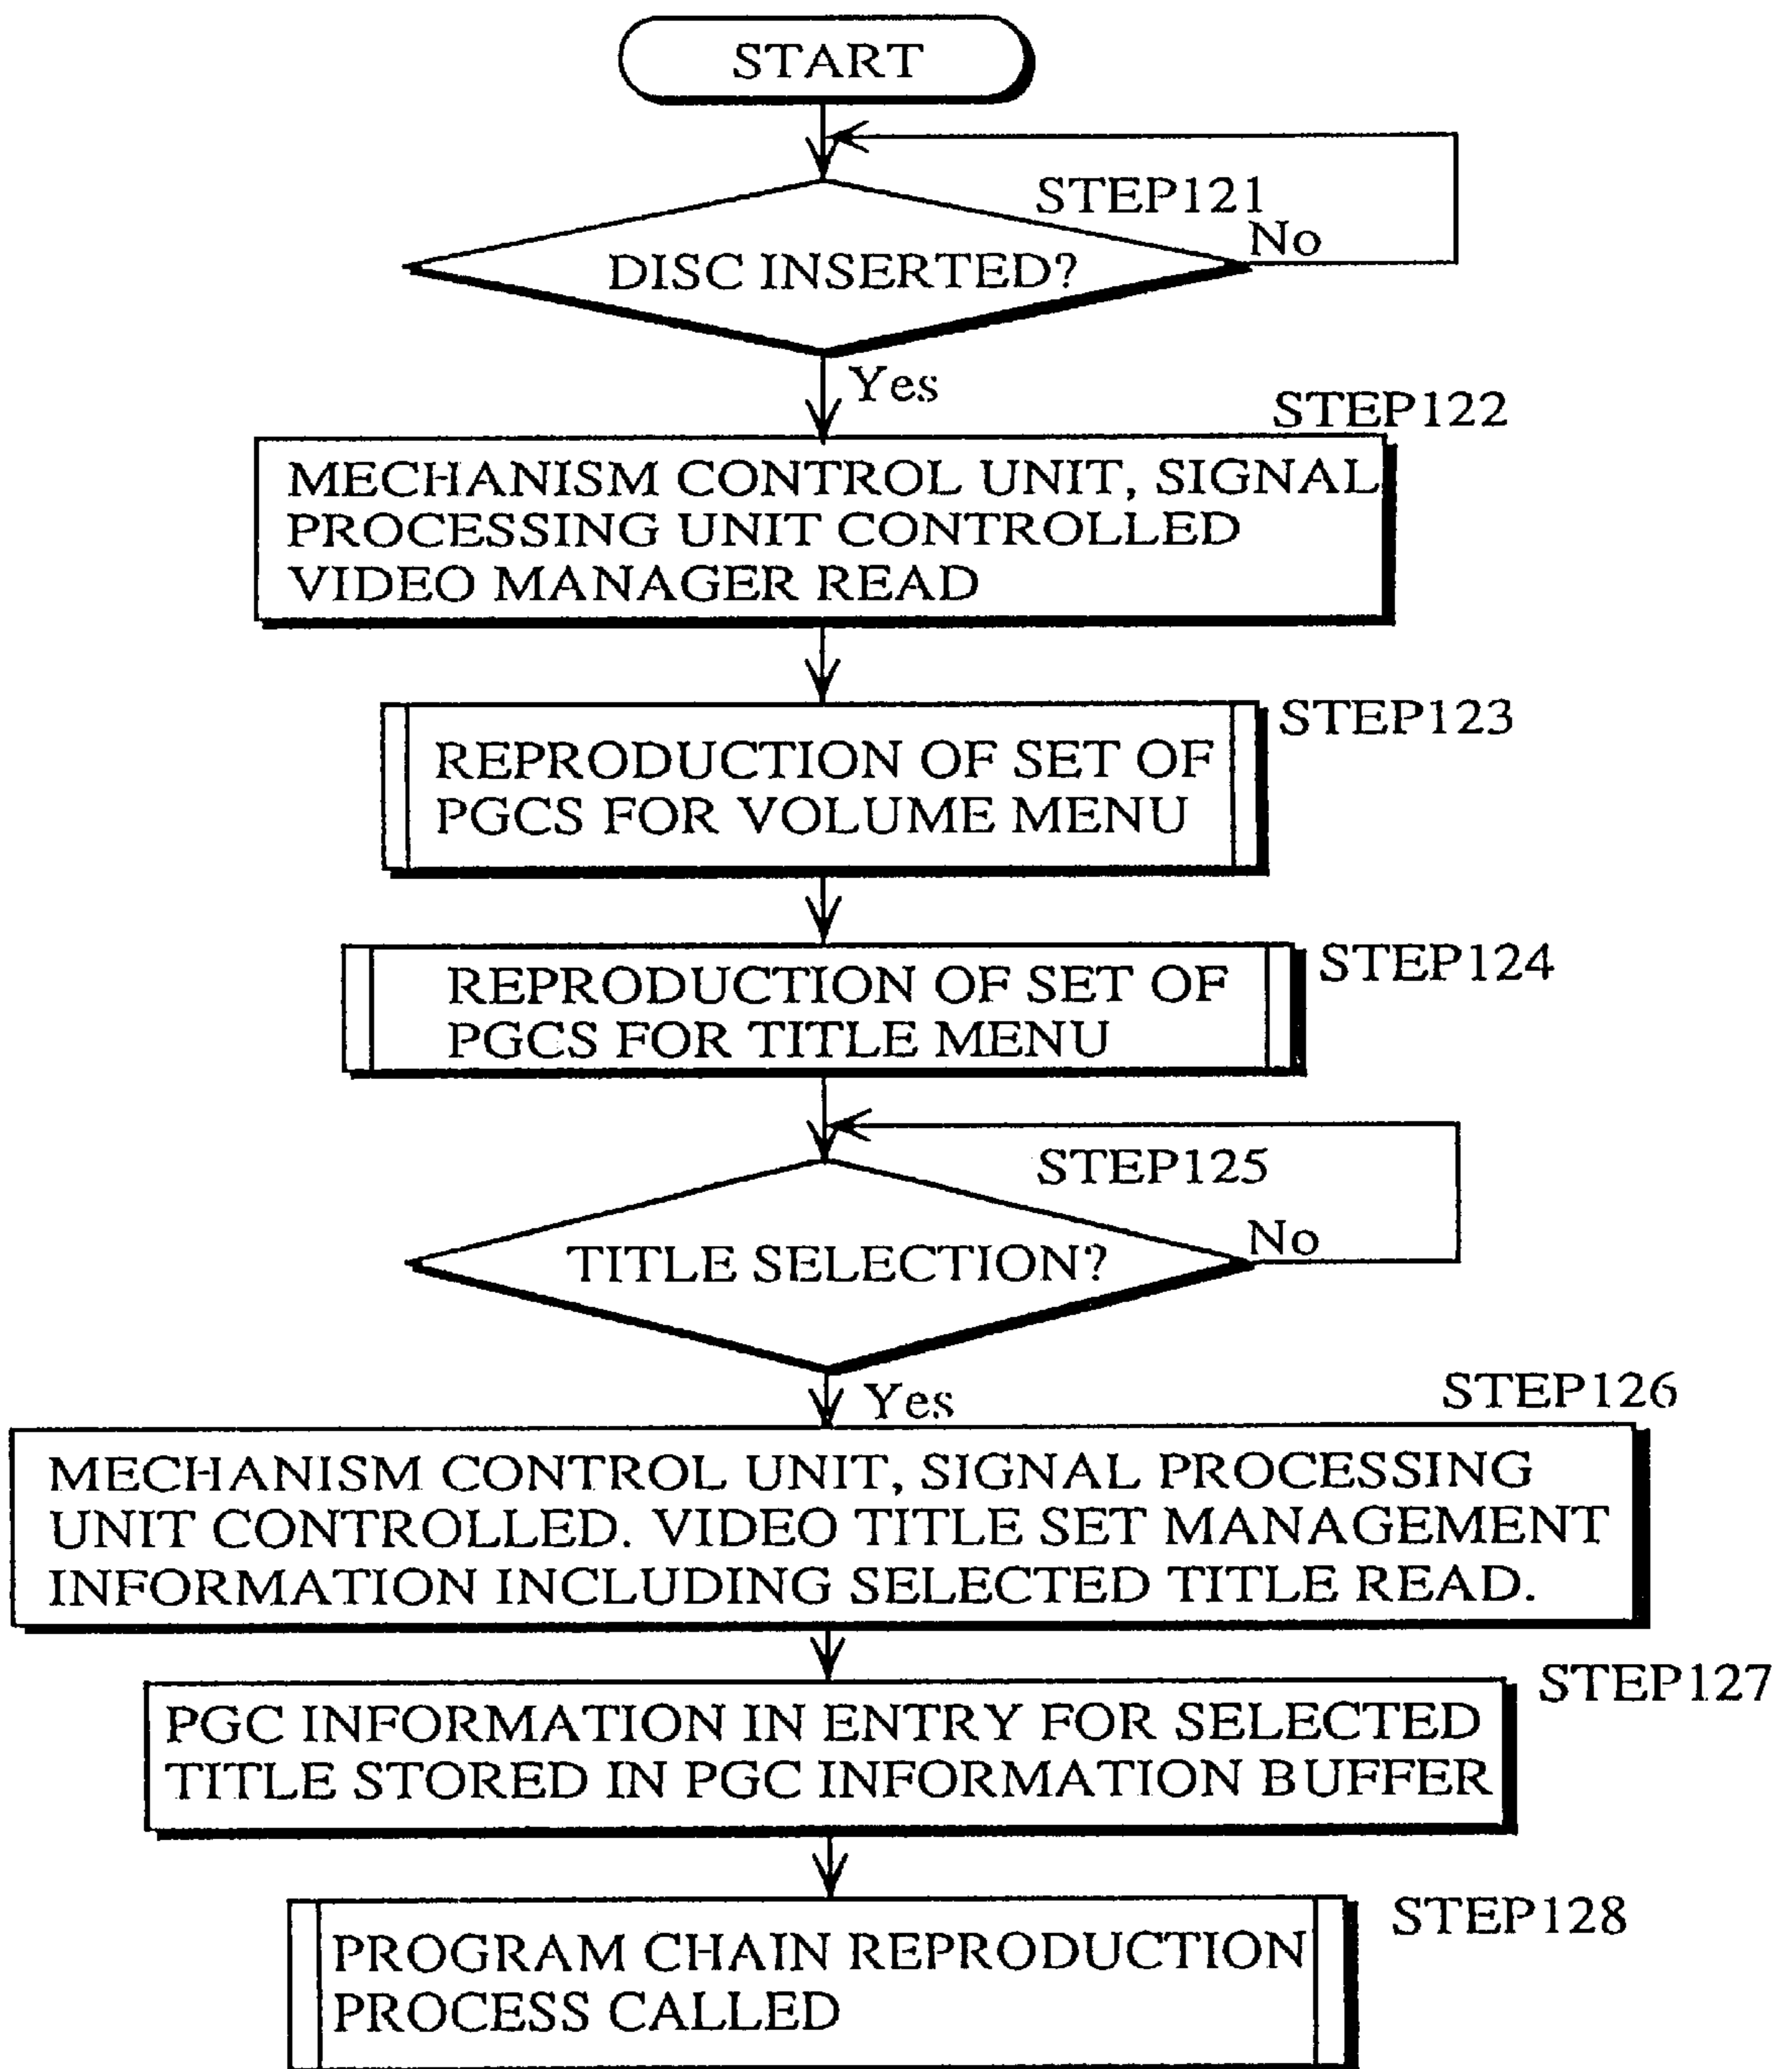 START
STEP121
No
DISC INSERTED?
Yes
STEP122
MECHANISM CONTROL UNIT, SIGNAL
PROCESSING UNIT CONTROLLED
VIDEO MANAGER READ
STEP123
REPRODUCTION OF SET OF
PGCS FOR VOLUME MENU
STEP124
REPRODUCTION OF SET OF
PGCS FOR TITLE MENU
STEP125
No
TITLE SELECTION?
Yes
STEP126
MECHANISM CONTROL UNIT, SIGNAL PROCESSING
UNIT CONTROLLED. VIDEO TITLE SET MANAGEMENT
INFORMATION INCLUDING SELECTED TITLE READ.
STEP127
PGC INFORMATION IN ENTRY FOR SELECTED
TITLE STORED IN PGC INFORMATION BUFFER
STEP128
PROGRAM CHAIN REPRODUCTION
PROCESS CALLED